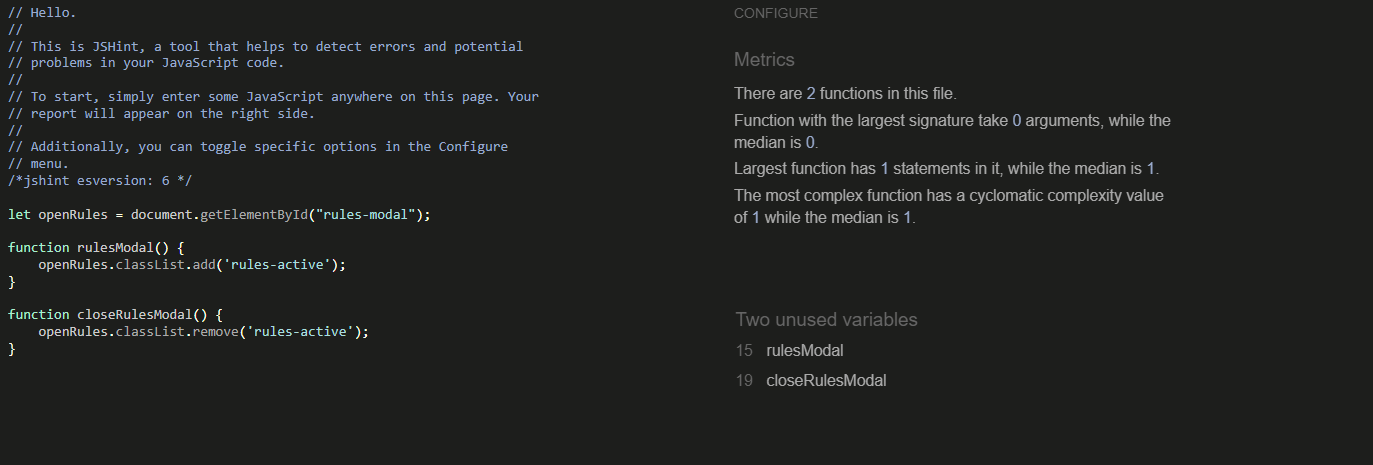 // Hello.
//
// This is JSHint, a tool that helps to detect errors and potential
// problems in your JavaScript code.
//
// To start, simply enter some JavaScript anywhere on this page. Your
// report will appear on the right side.
//
// Additionally, you can toggle specific options in the Configure
// menu.
/*jshint esversion: 6 */
let openRules = document.getElementById("rules-modal");
function rulesModal() {
    openRules.classList.add('rules-active');
}
function closeRulesModal() {
    openRules.classList.remove('rules-active');
}
CONFIGURE
Metrics
There are 2 functions in this file.
Function with the largest signature take 0 arguments, while the
median is 0.
Largest function has 1 statements in it, while the median is 1.
The most complex function has a cyclomatic complexity value
of 1 while the median is 1.
Two unused variables
15 rulesModal
19 closeRulesModal